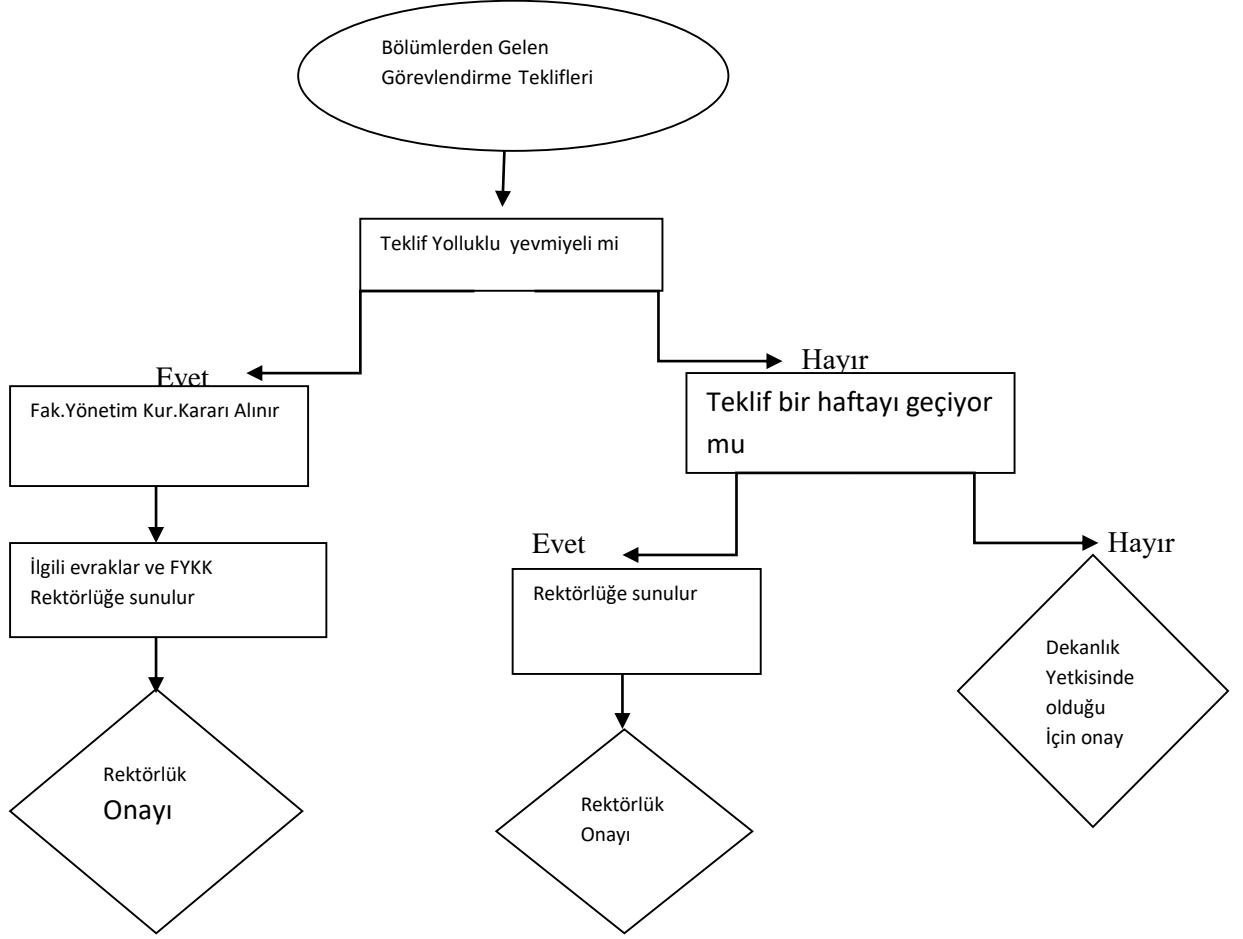 Bölümlerden Gelen
Görevlendirme Teklifleri
Teklif Yolluklu yevmiyeli mi
Evet
Hayır
Fak.Yönetim Kur.Kararı Alınır
Teklif bir haftayı geçiyor
mu
İlgili evraklar ve FYKK
Rektörlüğe sunulur
Evet
Hayır
Rektörlüğe sunulur
Dekanlık
Yetkisinde
olduğu
İçin onay
Rektörlük
Onayı
Rektörlük
Onayı